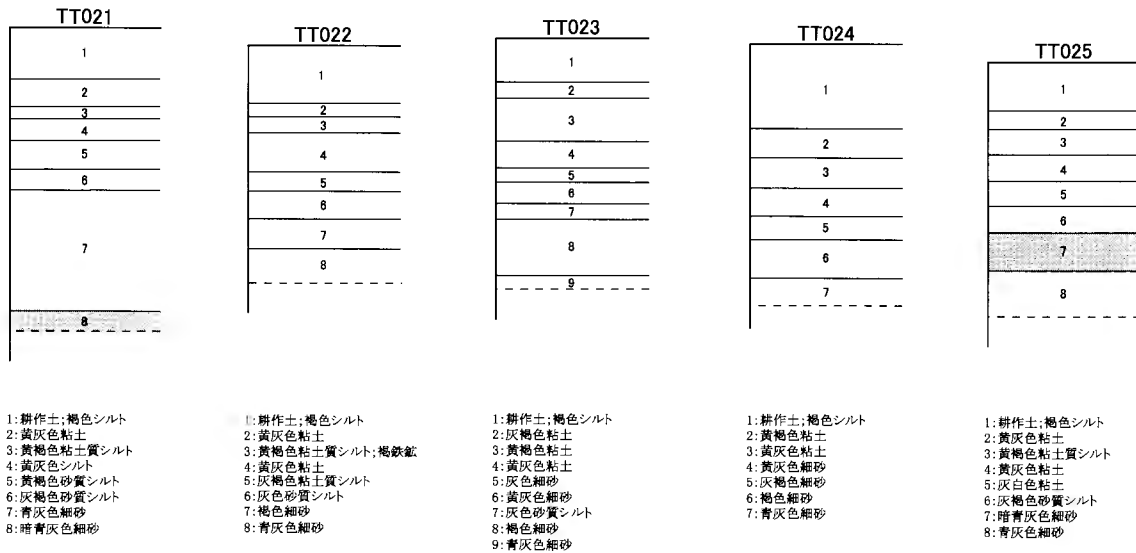 TT021
1
2
3
4
5
6
7
8
TT022
1
2
3
4
5
6
7
8
TT023
1
2
3
4
5
6
7
8
9
TT024
1
2
3
4
5
6
7
TT025
1
2
3
4
5
6
7
8
1:耕作土;褐色シルト
2:黄灰色粘土
3:黄褐色粘土質シルト
4:黄灰色シルト
5:黄褐色砂質シルト
6:灰褐色砂質シルト
7:青灰色細砂
8:暗青灰色細砂
1:耕作土;褐色シルト
2:黄灰色粘土
3:黄褐色粘土質シルト;褐鉄鉱
4:黄灰色粘土
5:灰褐色粘土質シルト
6:灰色砂質シルト
7:褐色細砂
8:青灰色細砂
1:耕作土;褐色シルト
2:灰褐色粘土
3:黄褐色粘土
4:黄灰色粘土
5:灰色細砂
6:黄灰色細砂
7:灰色砂質シルト
8:褐色細砂
9:青灰色細砂
1:耕作土;褐色シルト
2:黄褐色粘土
3:黄灰色粘土
4:黄灰色細砂
5:灰褐色細砂
6:褐色細砂
7:青灰色細砂
1:耕作土;褐色シルト
2:黄灰色粘土
3:黄褐色粘土質シルト
4:黄灰色粘土
5:灰白色粘土
6:灰褐色砂質シルト
7:暗青灰色細砂
8:青灰色細砂